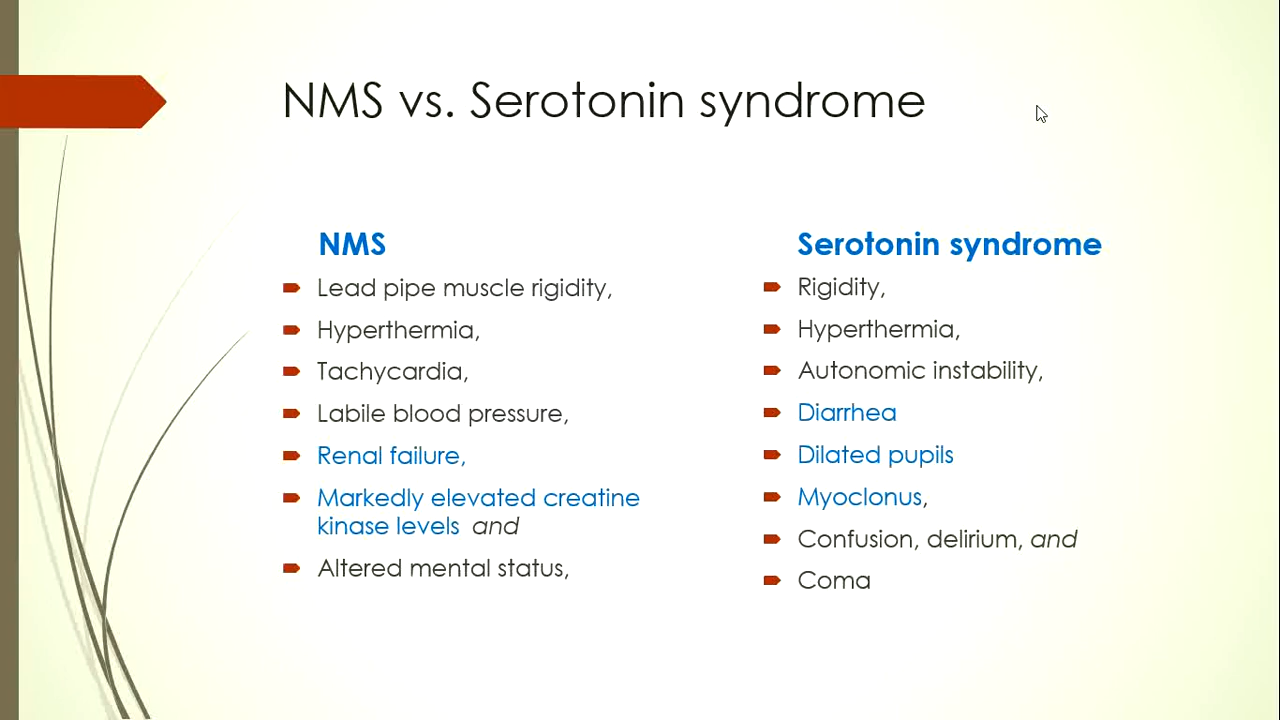 NMS vs. Serotonin syndrome
NMS
Lead pipe muscle rigidity,
Hyperthermia,
Tachycardia,
Labile blood pressure,
Renal failure,
Markedly elevated creatine
kinase levels and
Altered mental status,
Serotonin syndrome
Rigidity,
Hyperthermia,
Autonomic instability,
Diarrhea
Dilated pupils
Myoclonus,
Confusion, delirium, and
Coma